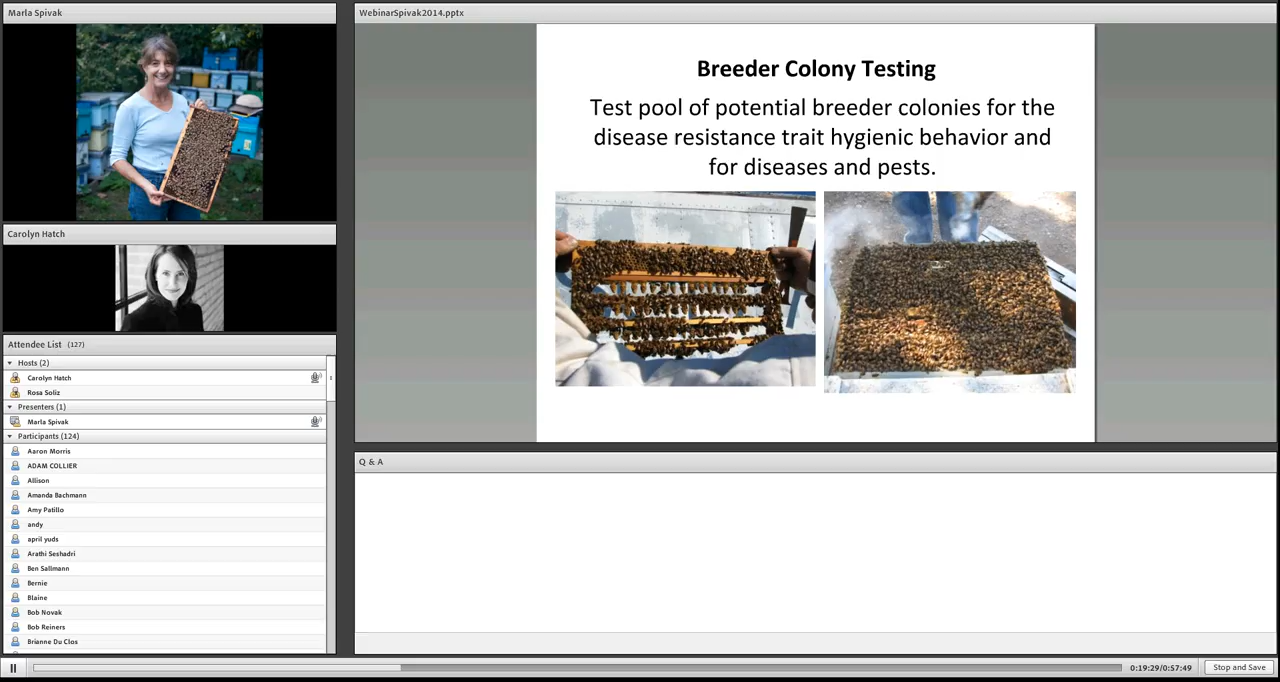 Marla Spivak
Carolyn Hatch
Attendee List (127)
Hosts (2)
Carolyn Hatch
Rosa Soliz
Presenters (1)
Marla Spivak
Participants (124)
Aaron Morris
ADAM COLLIER
Allison
Amanda Bachmann
Amy Patillo
andy
april yuds
Arathi Seshadri
Ben Sallmann
Bernie
Blaine
Bob Novak
Bob Reiners
Brianne Du Clos
WebinarSpivak2014.pptx
Breeder Colony Testing
Test pool of potential breeder colonies for the
disease resistance trait hygienic behavior and
for diseases and pests.
Q & A
0:19:29/0:57:49
Stop and Save